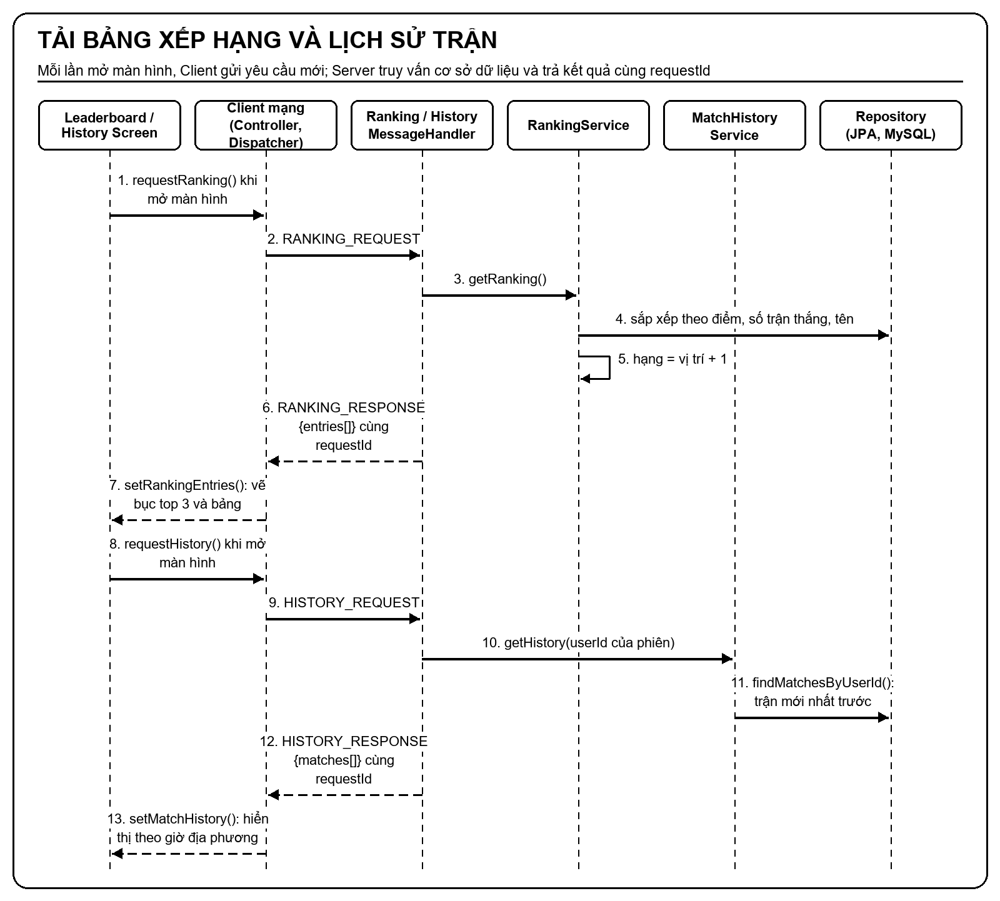 TẢI BẢNG XẾP HẠNG VÀ LỊCH SỬ TRẬN
Mỗi lần mở màn hình, Client gửi yêu cầu mới; Server truy vấn cơ sở dữ liệu và trả kết quả cùng requestId
Leaderboard /
History Screen
Client mạng
(Controller,
Dispatcher)
Ranking / History
MessageHandler
RankingService
MatchHistory
Service
Repository
(JPA, MySQL)
1. requestRanking() khi
mở màn hình
2. RANKING_REQUEST
3. getRanking()
4. sắp xếp theo điểm, số trận thắng, tên
5. hạng = vị trí + 1
6. RANKING_RESPONSE
{entries[]} cùng
requestId
7. setRankingEntries(): vẽ
bục top 3 và bảng
8. requestHistory() khi mở
màn hình
9. HISTORY_REQUEST
10. getHistory(userId của phiên)
11. findMatchesByUserId():
trận mới nhất trước
12. HISTORY_RESPONSE
{matches[]} cùng
requestId
13. setMatchHistory(): hiển
thị theo giờ địa phương